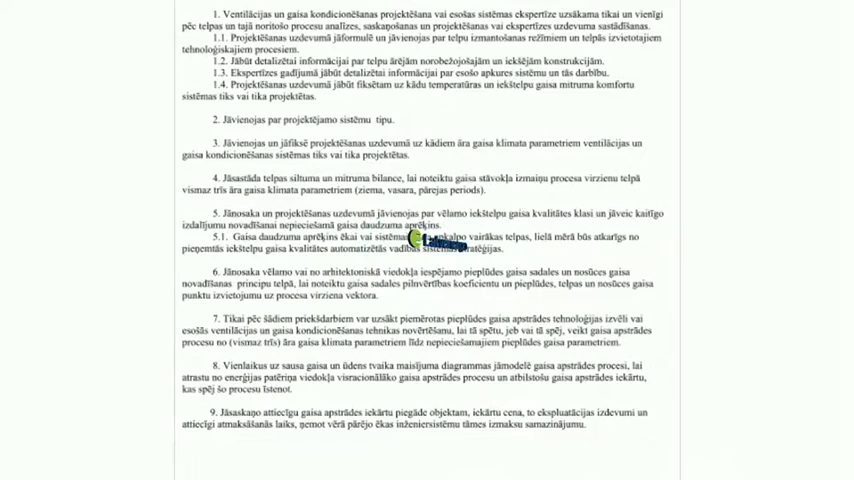 1. Ventilācijas un gaisa kondicionēšanas projektēšana vai esošas sistēmas ekspertīze uzsākama tikai un vienīgi
pēc telpas un tajā noritošo procesu analīzes, saskaņošanas un projektēšanas vai ekspertīzes uzdevuma sastādīšanas.
1.1. Projektēšanas uzdevumā jāformulē un jāvienojas par telpu izmantošanas režīmiem un telpās izvietotajiem
tehnoloģiskajiem procesiem.
1.2. Jābūt detalizētai informācijai par telpu ārējām norobežojošajām un iekšējām konstrukcijām.
1.3. Ekspertīzes gadījumā jābūt detalizētai informācijai par esošo apkures sistēmu un tās darbību.
1.4. Projektēšanas uzdevumā jābūt fiksētam uz kādu temperatūras un iekštelpu gaisa mitruma komfortu
sistēmas tiks vai tika projektētas.
2. Jāvienojas par projektējamo sistēmu tipu.
3. Jāvienojas un jāfiksē projektēšanas uzdevumā uz kādiem āra gaisa klimata parametriem ventilācijas un
gaisa kondicionēšanas sistēmas tiks vai tika projektētas.
4. Jāsastāda telpas siltuma un mitruma bilance, lai noteiktu gaisa stāvokļa izmaiņu procesa virzienu telpā
vismaz trīs āra gaisa klimata parametriem (ziema, vasara, pārejas periods).
5. Jānosaka un projektēšanas uzdevumā jāvienojas par vēlamo iekštelpu gaisa kvalitātes klasi un jāveic kaitīgo
izdalījumu novadīšanai nepieciešamā gaisa daudzuma aprēķins.
5.1. Gaisa daudzuma aprēķins ēkai vai sistēmai, apkalpo vairākas telpas, lielā mērā būs atkarīgs no
pieņemtās iekštelpu gaisa kvalitātes automatizētās vadības
6. Jānosaka vēlamo vai no arhitektoniskā viedokļa iespējamo pieplūdes gaisa sadales un nosūces gaisa
novadīšanas principu telpā, lai noteiktu gaisa sadales pilnvērtības koeficientu un pieplūdes, telpas un nosūces gaisa
punktu izvietojumu uz procesa virziena vektora.
7. Tikai pēc šādiem priekšdarbiem var uzsākt piemērotas pieplūdes gaisa apstrādes tehnoloģijas izvēli vai
esošās ventilācijas un gaisa kondicionēšanas tehnikas novērtēšanu, lai tā spētu, jeb vai tā spēj, veikt gaisa apstrādes
procesu no (vismaz trīs) āra gaisa klimata parametriem līdz nepieciešamajiem pieplūdes gaisa parametriem.
8. Vienlaikus uz sausa gaisa un ūdens tvaika maisījuma diagrammas jāmodelē gaisa apstrādes procesi, lai
atrastu no enerģijas patēriņa viedokļa visracionālāko gaisa apstrādes procesu un atbilstošu gaisa apstrādes iekārtu,
kas spēj šo procesu īstenot.
9. Jāsaskaņo attiecīgu gaisa apstrādes iekārtu piegāde objektam, iekārtu cena, to ekspluatācijas izdevumi un
attiecīgi atmaksāšanās laiks, ņemot vērā pārējo ēkas inženiersistēmu tāmes izmaksu samazinājumu.